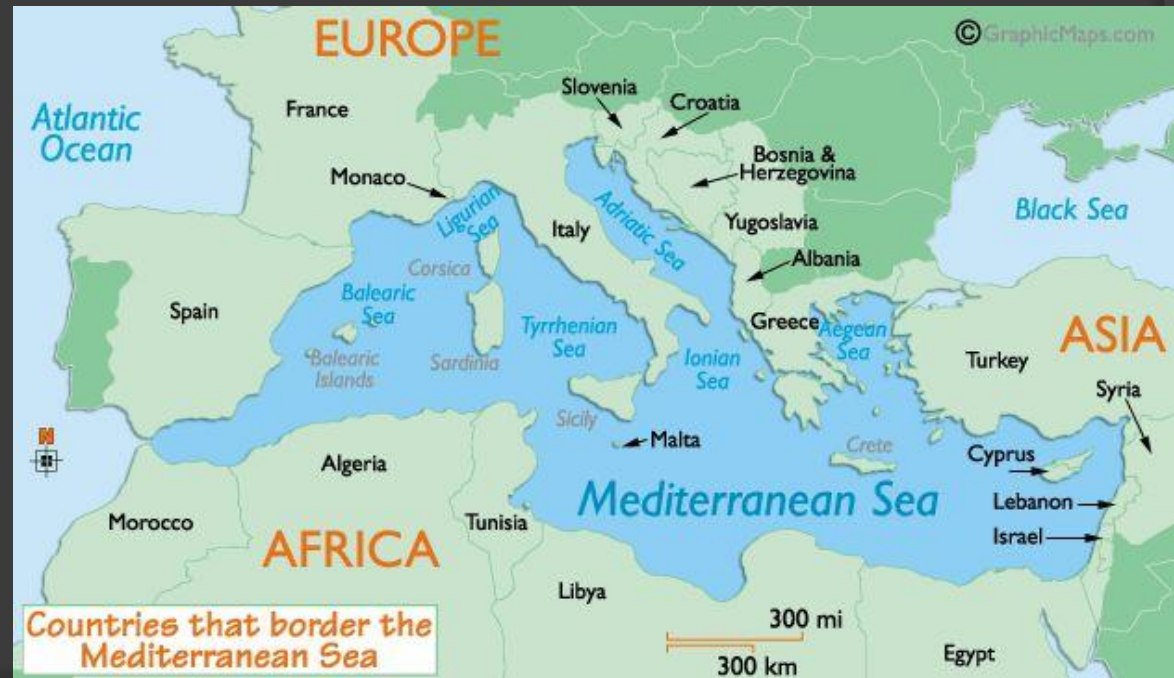 EUROPE
© GraphicMaps.com
Slovenia
Croatia
France
Atlantic
Ocean
Bosnia &
Herzegovina
Monaco
Ligurian
Sea
Adriatic Sea
Italy
Yugoslavia
Black Sea
Albania
Corsica
Spain
Balearic
Sea
Tyrrhenian
Sea
Greece
Aegean
Sea
ASIA
Balearic
Islands
Sardinia
Ionian
Sea
Turkey
Syria
Sicily
Malta
Crete
Cyprus
N
Algeria
Mediterranean Sea
Lebanon
Morocco
Tunisia
Israel
AFRICA
Libya
300 mi
300 km
Egypt
Countries that border the
Mediterranean Sea